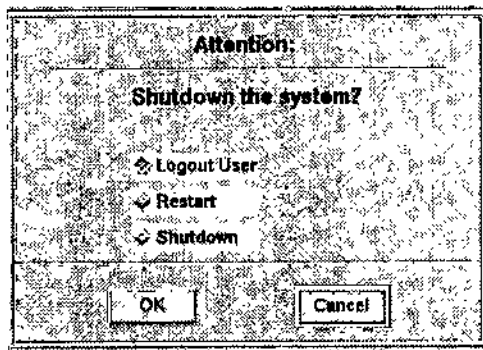 Attention:
Shutdown the system?
Logout User
Restart
Shutdown
OK
Cancel